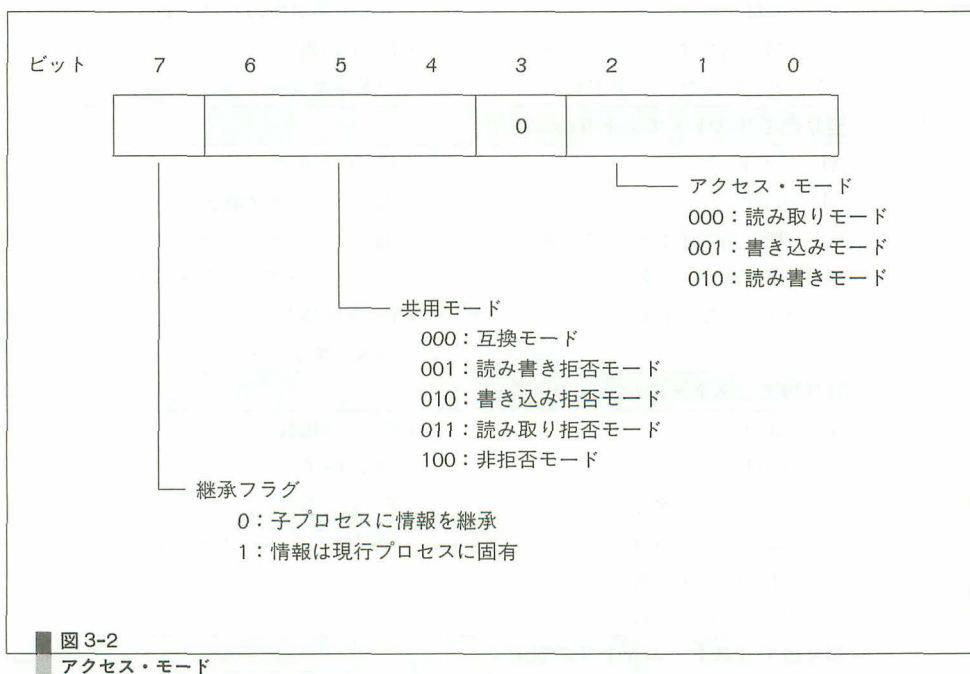 ビット 7 6 5 4 3 2 1 0
0
アクセス・モード
000：読み取りモード
001：書き込みモード
010：読み書きモード
共用モード
000：互換モード
001：読み書き拒否モード
010：書き込み拒否モード
011：読み取り拒否モード
100：非拒否モード
継承フラグ
0：子プロセスに情報を継承
1：情報は現行プロセスに固有
図3-2
アクセス・モード